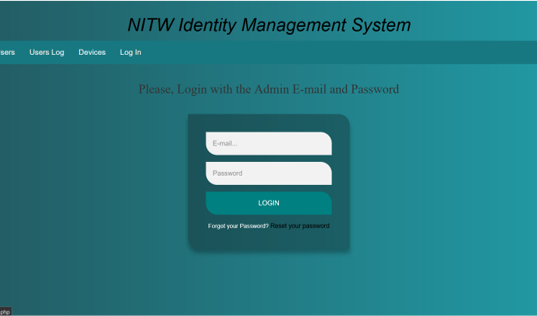 NITW Identity Management System
sers Users Log Devices Log In
Please, Login with the Admin E-mail and Password
E-mail...
Password
LOGIN
Forgot your Password? Reset your password
php